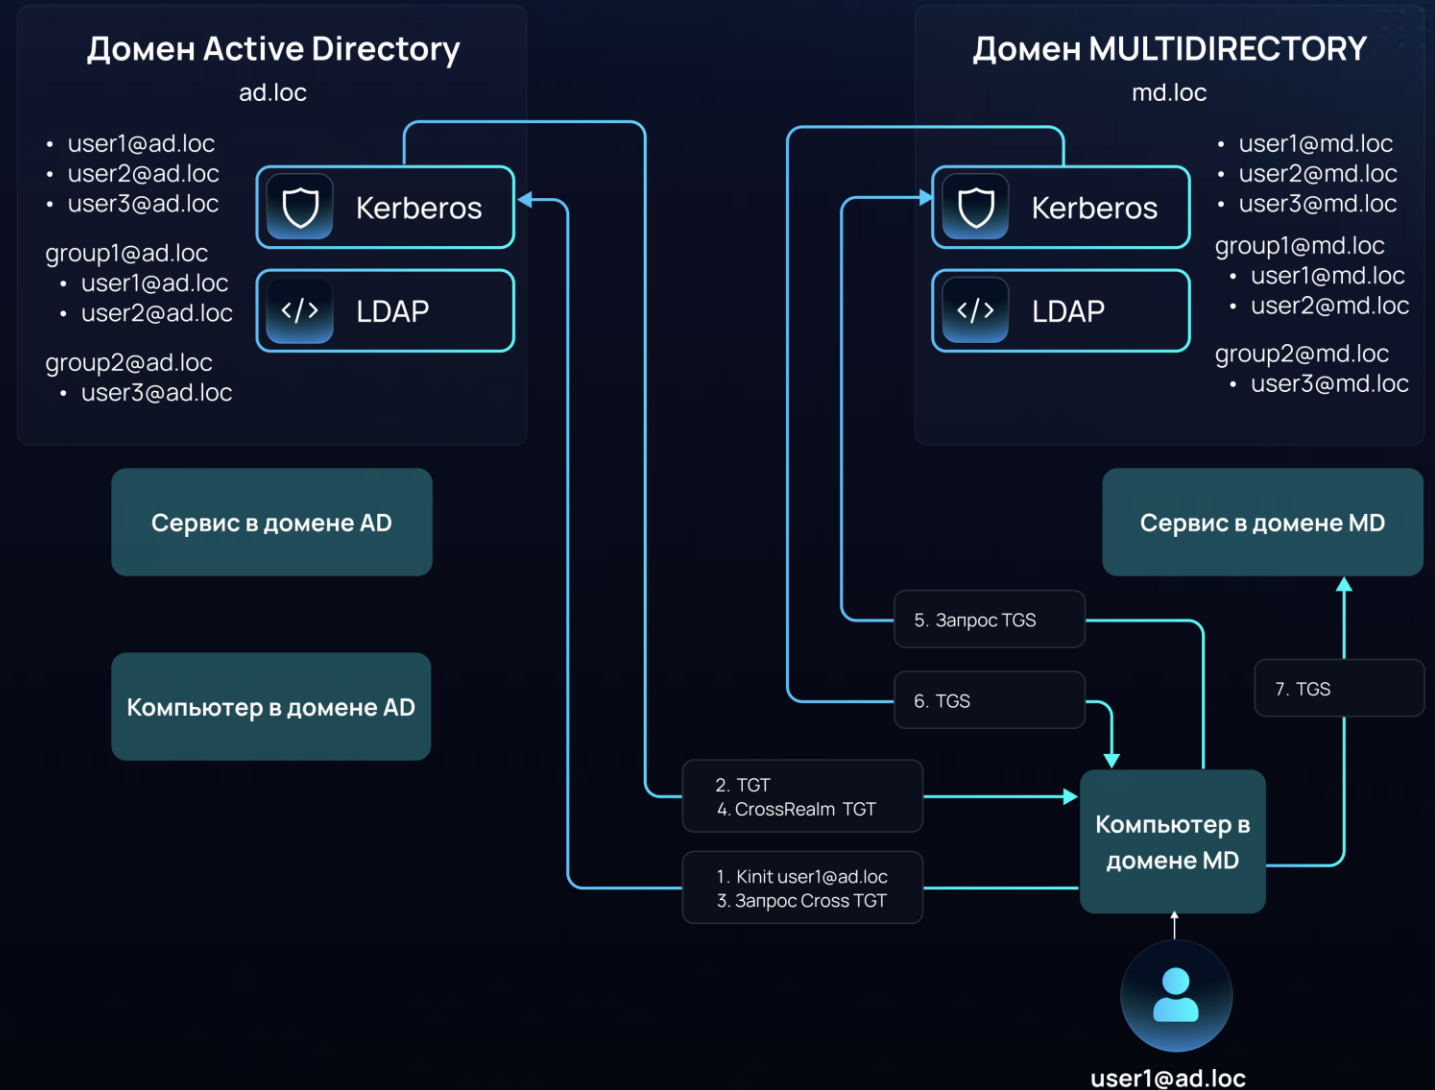 Домен Active Directory
ad.loc
• user1@ad.loc
• user2@ad.loc
• user3@ad.loc
group1@ad.loc
• user1@ad.loc
• user2@ad.loc
group2@ad.loc
• user3@ad.loc
Kerberos
</> LDAP
Домен MULTIDIRECTORY
md.loc
Kerberos
</> LDAP
• user1@md.loc
• user2@md.loc
• user3@md.loc
group1@md.loc
• user1@md.loc
• user2@md.loc
group2@md.loc
• user3@md.loc
Сервис в домене AD
Сервис в домене MD
5. Запрос TGS
Компьютер в домене AD
6. TGS
7. TGS
2. TGT
4. CrossRealm TGT
Компьютер в
домене MD
1. Kinit user1@ad.loc
3. Запрос Cross TGT
user1@ad.loc